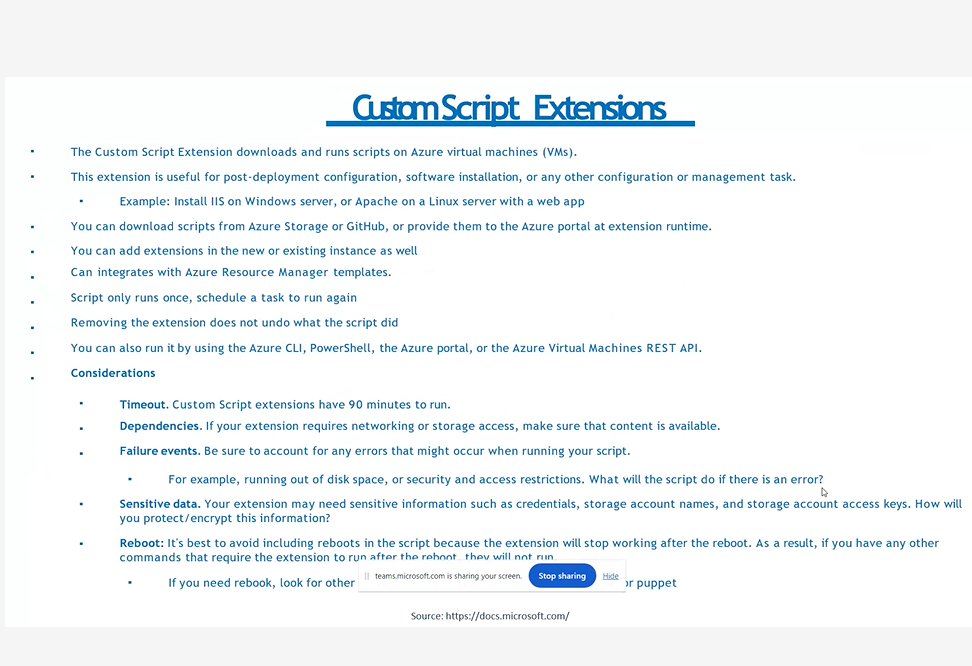 Custom Script Extensions
The Custom Script Extension downloads and runs scripts on Azure virtual machines (VMs).
This extension is useful for post-deployment configuration, software installation, or any other configuration or management task.
Example: Install IIS on Windows server, or Apache on a Linux server with a web app
You can download scripts from Azure Storage or GitHub, or provide them to the Azure portal at extension runtime.
You can add extensions in the new or existing instance as well
Can integrates with Azure Resource Manager templates.
Script only runs once, schedule a task to run again
Removing the extension does not undo what the script did
You can also run it by using the Azure CLI, PowerShell, the Azure portal, or the Azure Virtual Machines REST API.
Considerations
Timeout. Custom Script extensions have 90 minutes to run.
Dependencies. If your extension requires networking or storage access, make sure that content is available.
Failure events. Be sure to account for any errors that might occur when running your script.
For example, running out of disk space, or security and access restrictions. What will the script do if there is an error?
Sensitive data. Your extension may need sensitive information such as credentials, storage account names, and storage account access keys. How will
you protect/encrypt this information?
Reboot: It's best to avoid including reboots in the script because the extension will stop working after the reboot. As a result, if you have any other
commands that require the extension to run after the reboot, they will not run.
teams.microsoft.com is sharing your screen. Stop sharing Hide
If you need rebook, look for other or puppet
Source: https://docs.microsoft.com/